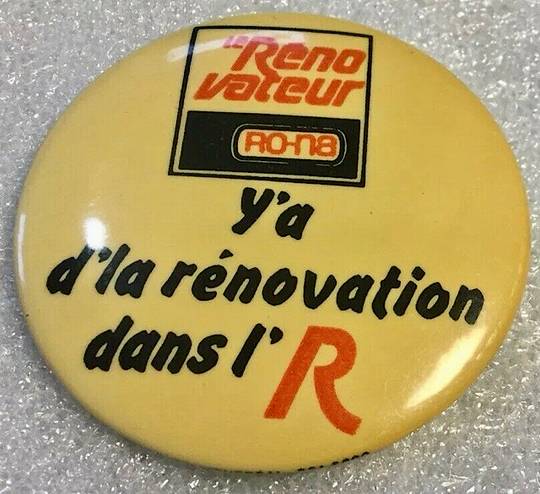 Le Réno
vateur
RO-na
Y'a
d'la rénovation
dans l'R